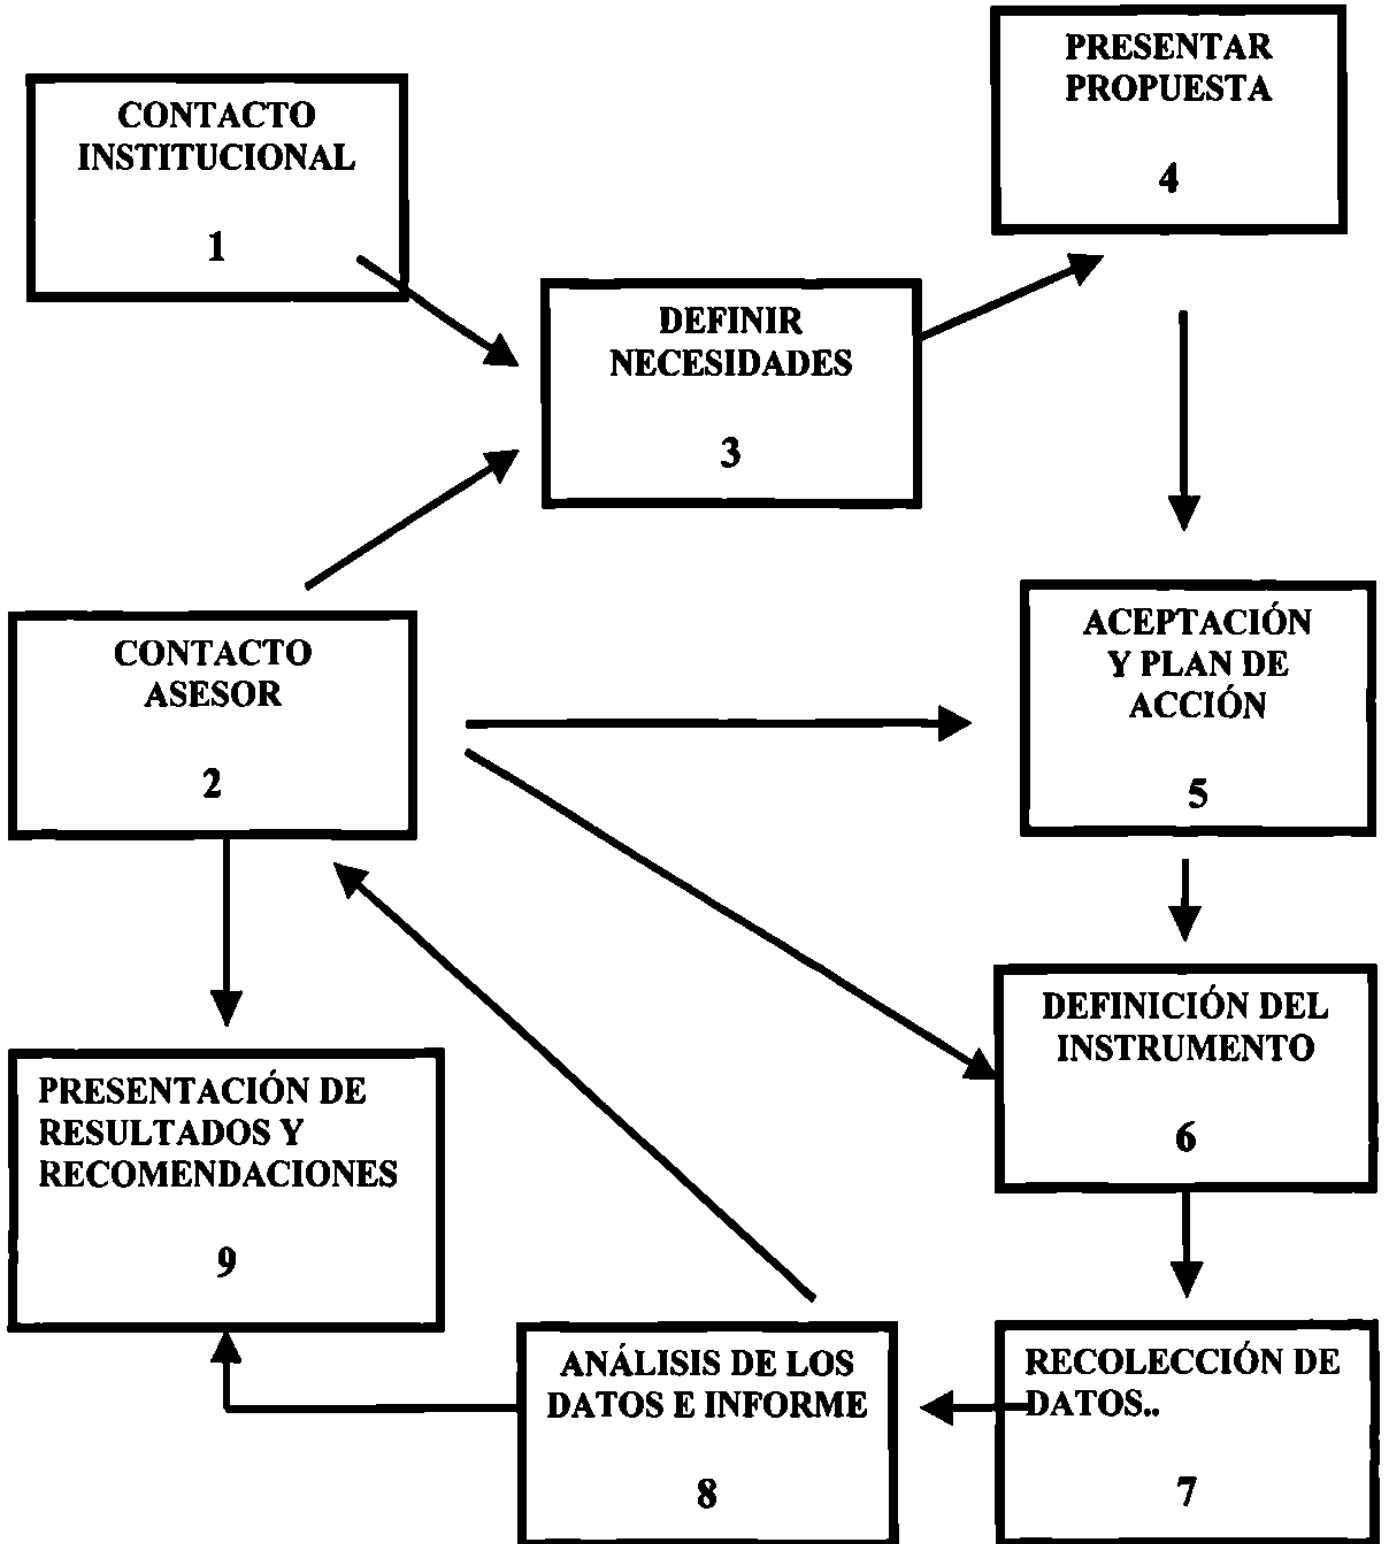 CONTACTO
INSTITUCIONAL
1
CONTACTO
ASESOR
2
DEFINIR
NECESIDADES
3
PRESENTAR
PROPUESTA
4
ACEPTACIÓN
Y PLAN DE
ACCIÓN
5
DEFINICIÓN DEL
INSTRUMENTO
6
RECOLECCIÓN DE
DATOS..
7
ANÁLISIS DE LOS
DATOS E INFORME
8
PRESENTACIÓN DE
RESULTADOS Y
RECOMENDACIONES
9